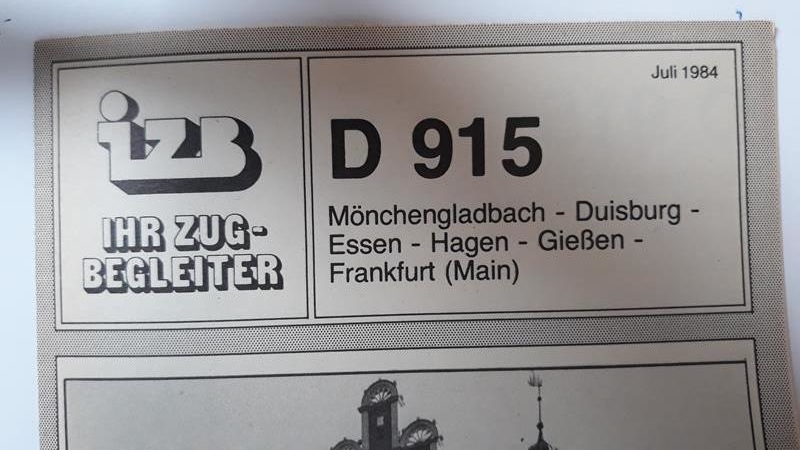 izb
IHR ZUG-
BEGLEITER
Juli 1984
D 915
Mönchengladbach - Duisburg -
Essen - Hagen - Gießen -
Frankfurt (Main)